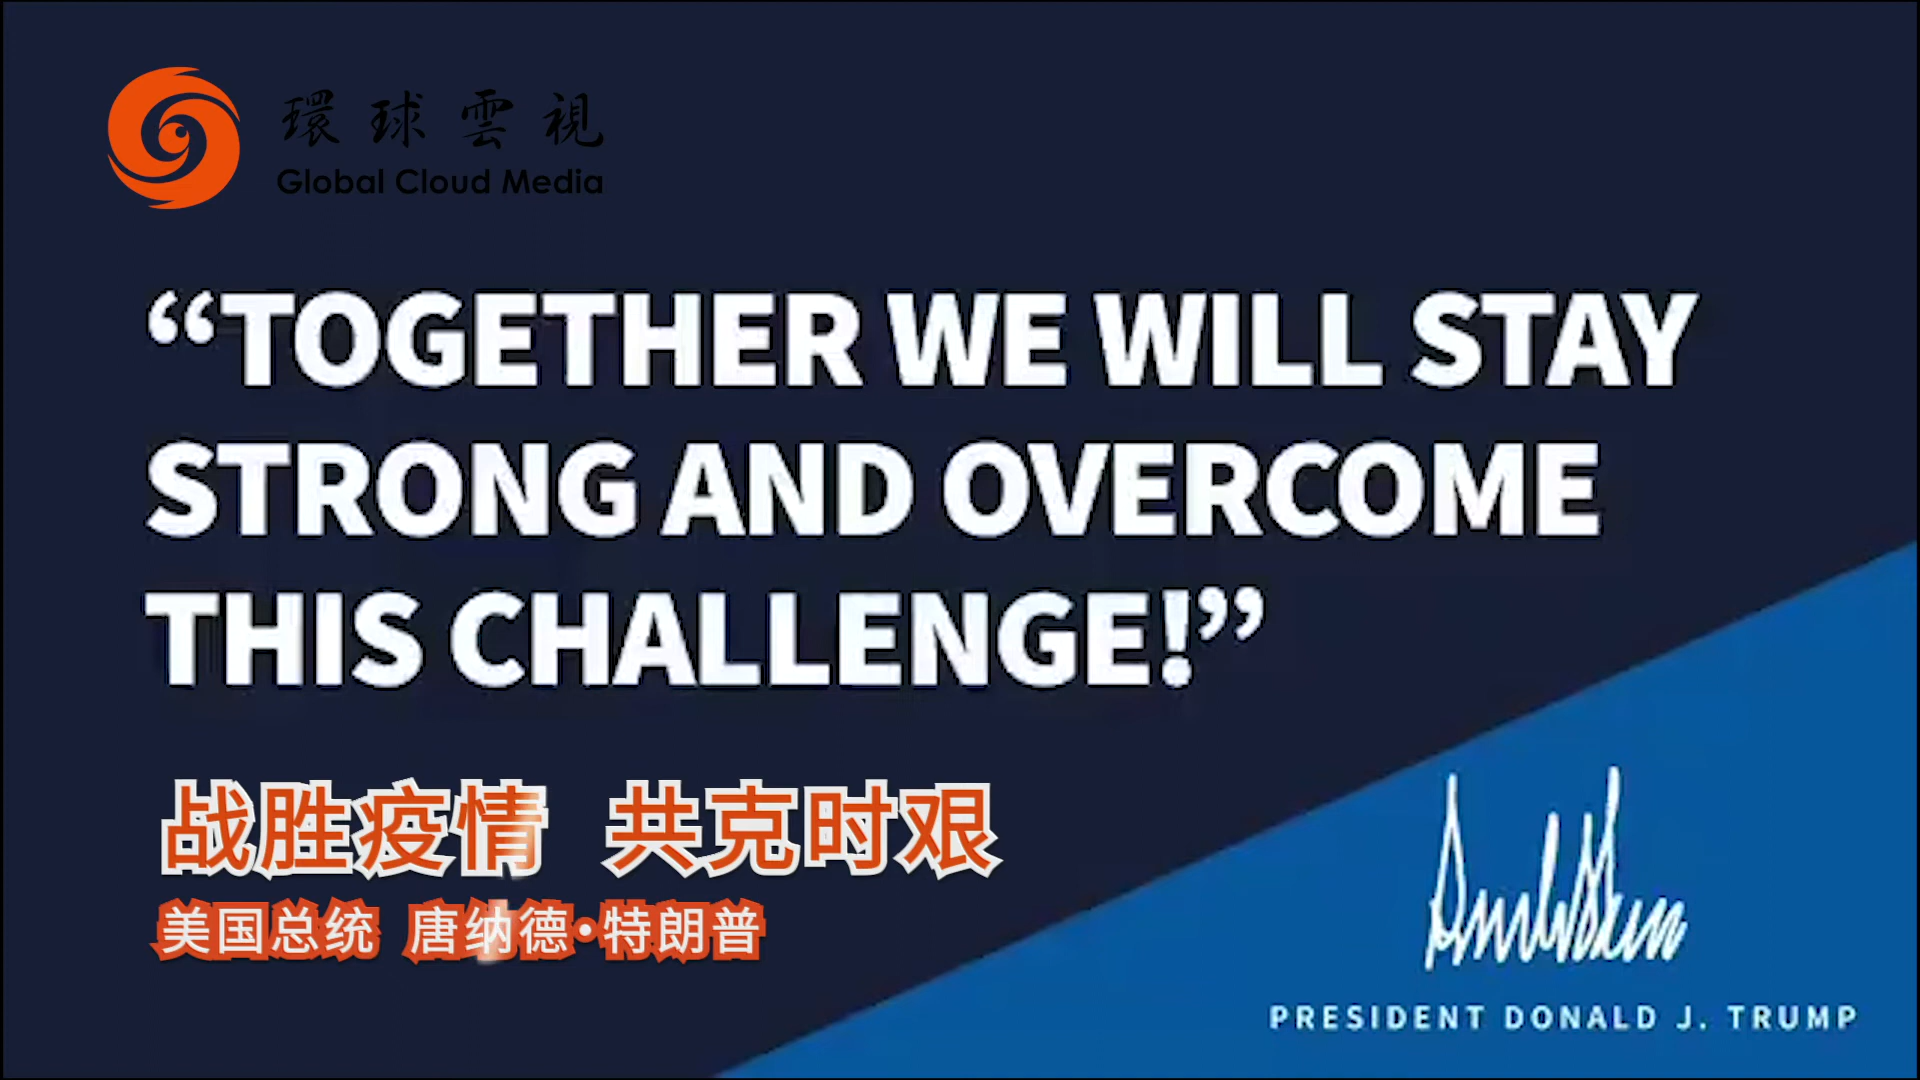 環球雲視
Global Cloud Media
“TOGETHER WE WILL STAY
STRONG AND OVERCOME
THIS CHALLENGE!”
战胜疫情 共克时艰
美国总统 唐纳德·特朗普
PRESIDENT DONALD J. TRUMP